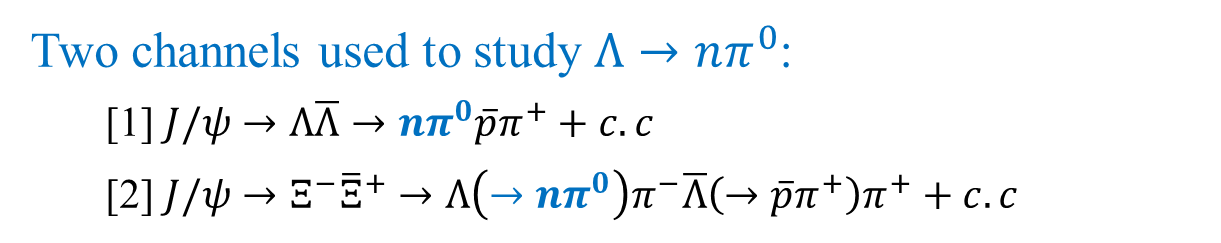 Two channels used to study Λ → nπ⁰:
[1] J/ψ → ΛΛ̅ → nπ⁰p̄π⁺ + c.c
[2] J/ψ → Ξ⁻Ξ̅⁺ → Λ(→ nπ⁰)π⁻Λ̅(→ p̄π⁺)π⁺ + c.c